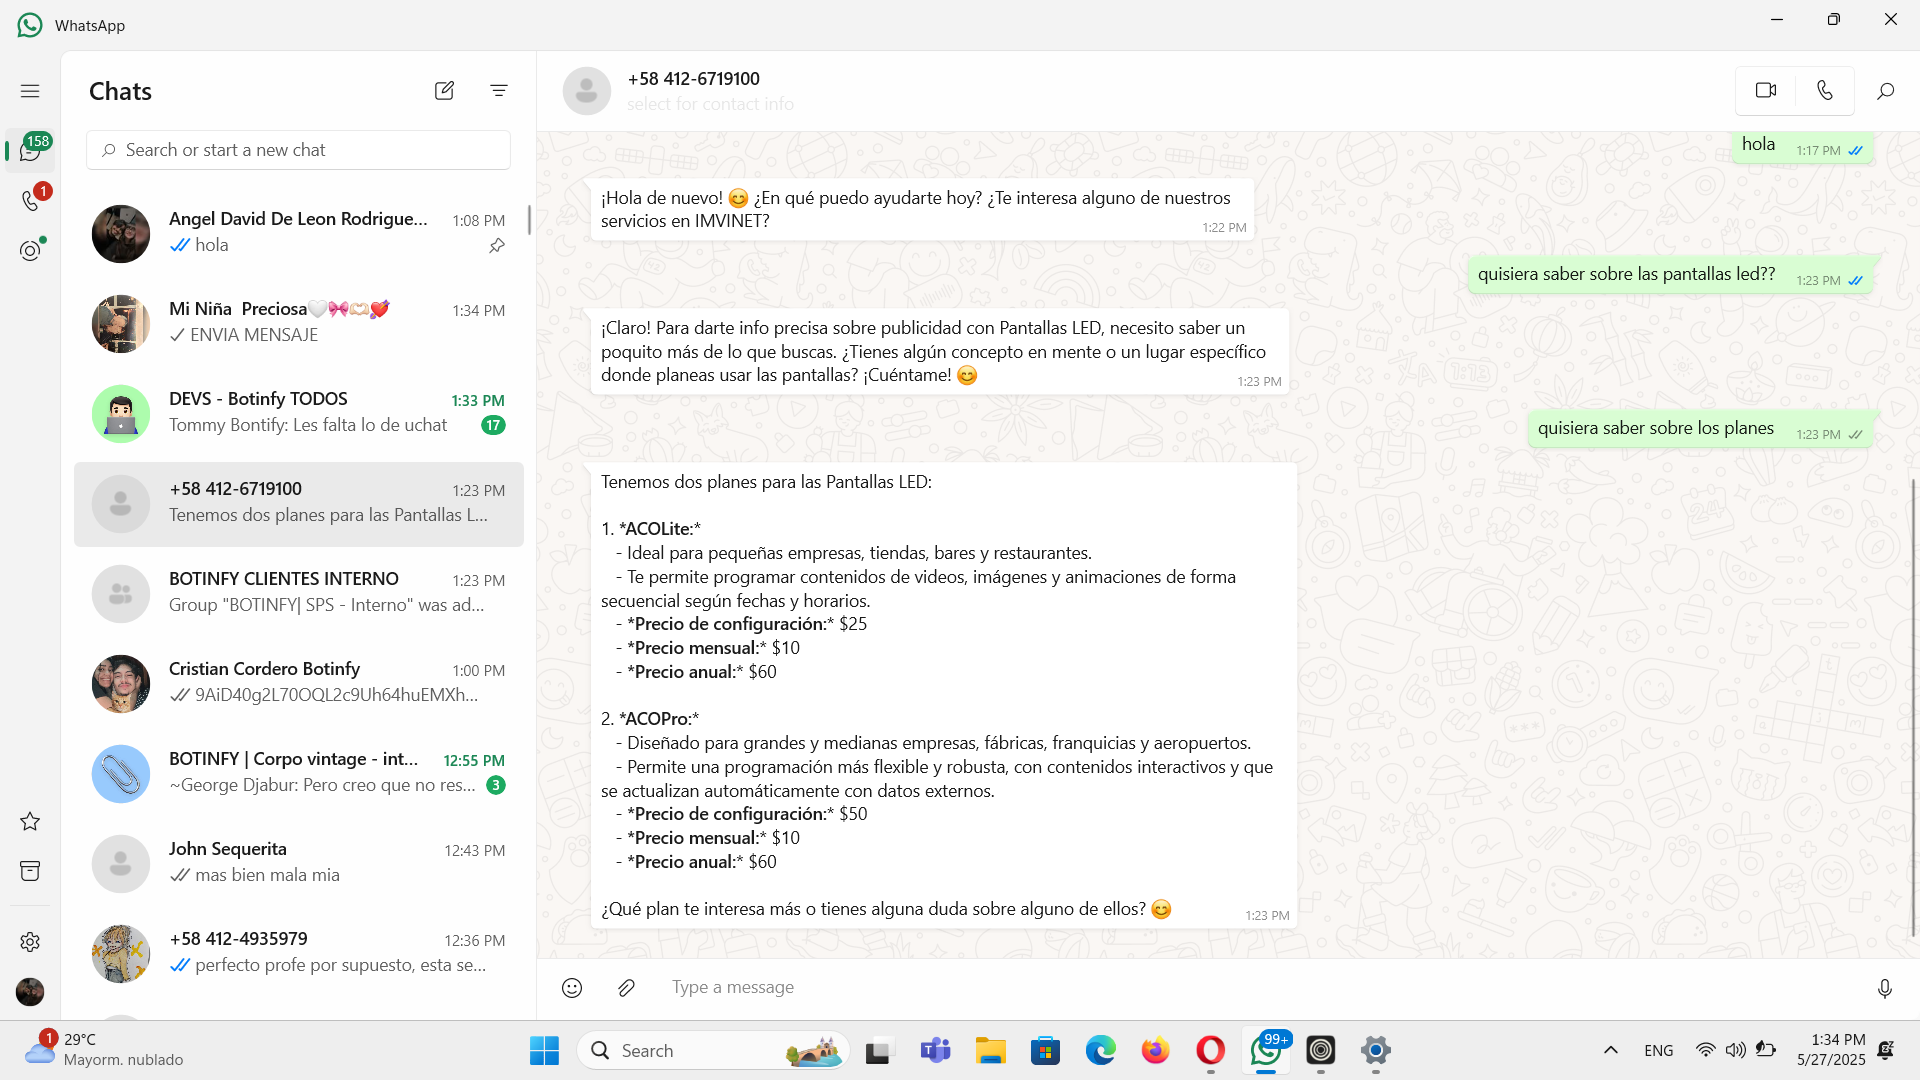 WhatsApp
Chats
Search or start a new chat
158
1
Angel David De Leon Rodrigue... 1:08 PM
hola
Mi Niña Preciosa🤍🎀🫶🏻💘 1:34 PM
ENVIA MENSAJE
DEVS - Botinfy TODOS 1:33 PM
Tommy Bontify: Les falta lo de uchat 17
+58 412-6719100 1:23 PM
Tenemos dos planes para las Pantallas L...
BOTINFY CLIENTES INTERNO 1:23 PM
Group "BOTINFY| SPS - Interno" was ad...
Cristian Cordero Botinfy 1:00 PM
9AiD40g2L70OQL2c9Uh64huEMXh...
BOTINFY | Corpo vintage - int... 12:55 PM
~George Djabur: Pero creo que no res... 3
John Sequerita 12:43 PM
mas bien mala mia
+58 412-4935979 12:36 PM
perfecto profe por supuesto, esta se...
+58 412-6719100
select for contact info
hola 1:17 PM
¡Hola de nuevo! 😊 ¿En qué puedo ayudarte hoy? ¿Te interesa alguno de nuestros
servicios en IMVINET?
1:22 PM
quisiera saber sobre las pantallas led?? 1:23 PM
¡Claro! Para darte info precisa sobre publicidad con Pantallas LED, necesito saber un
poquito más de lo que buscas. ¿Tienes algún concepto en mente o un lugar específico
donde planeas usar las pantallas? ¡Cuéntame! 😊
1:23 PM
quisiera saber sobre los planes 1:23 PM
Tenemos dos planes para las Pantallas LED:
1. *ACOLite:*
- Ideal para pequeñas empresas, tiendas, bares y restaurantes.
- Te permite programar contenidos de videos, imágenes y animaciones de forma
secuencial según fechas y horarios.
- *Precio de configuración:* $25
- *Precio mensual:* $10
- *Precio anual:* $60
2. *ACOPro:*
- Diseñado para grandes y medianas empresas, fábricas, franquicias y aeropuertos.
- Permite una programación más flexible y robusta, con contenidos interactivos y que
se actualizan automáticamente con datos externos.
- *Precio de configuración:* $50
- *Precio mensual:* $10
- *Precio anual:* $60
¿Qué plan te interesa más o tienes alguna duda sobre alguno de ellos? 😊
1:23 PM
Type a message
1
29°C
Mayorm. nublado
Search
99+
ENG
1:34 PM
5/27/2025